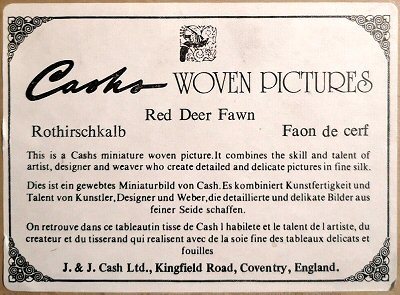 Cashs WOVEN PICTURES
Red Deer Fawn
Rothirschkalb Faon de cerf
This is a Cashs miniature woven picture.It combines the skill and talent of
artist, designer and weaver who create detailed and delicate pictures in fine silk.
Dies ist ein gewebtes Miniaturbild von Cash.Es kombiniert Kunstfertigkeit und
Talent von Kunstler,Designer und Weber,die detaillierte und delikate Bilder aus
feiner Seide schaffen.
On retrouve dans ce tableautin tisse de Cash l habilete et le talent de l artiste, du
createur et du tisserand qui realisent avec de la soie fine des tableaux delicats et
fouilles
J. & J. Cash Ltd., Kingfield Road, Coventry, England.